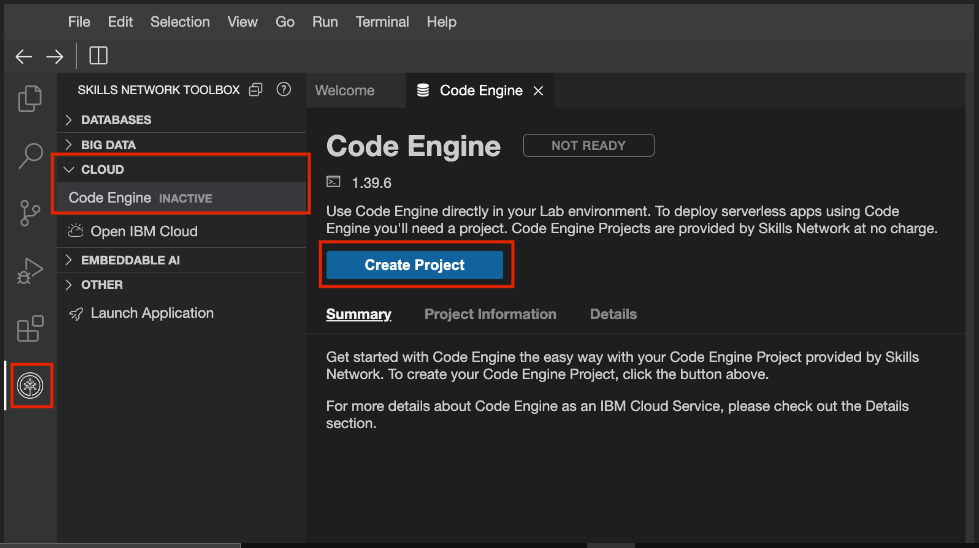 File Edit Selection View Go Run Terminal Help
SKILLS NETWORK TOOLBOX
DATABASES
BIG DATA
CLOUD
Code Engine INACTIVE
Open IBM Cloud
EMBEDDABLE AI
OTHER
Launch Application
Welcome
Code Engine
Code Engine
NOT READY
1.39.6
Use Code Engine directly in your Lab environment. To deploy serverless apps using Code
Engine you'll need a project. Code Engine Projects are provided by Skills Network at no charge.
Create Project
Summary Project Information Details
Get started with Code Engine the easy way with your Code Engine Project provided by Skills
Network. To create your Code Engine Project, click the button above.
For more details about Code Engine as an IBM Cloud Service, please check out the Details
section.